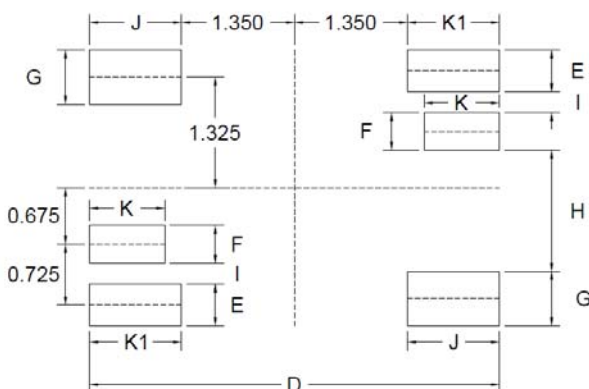 J 1.350 1.350 K1
G E
K I
F
1.325
0.675 K
H
F
I
0.725
E G
K1 J
D